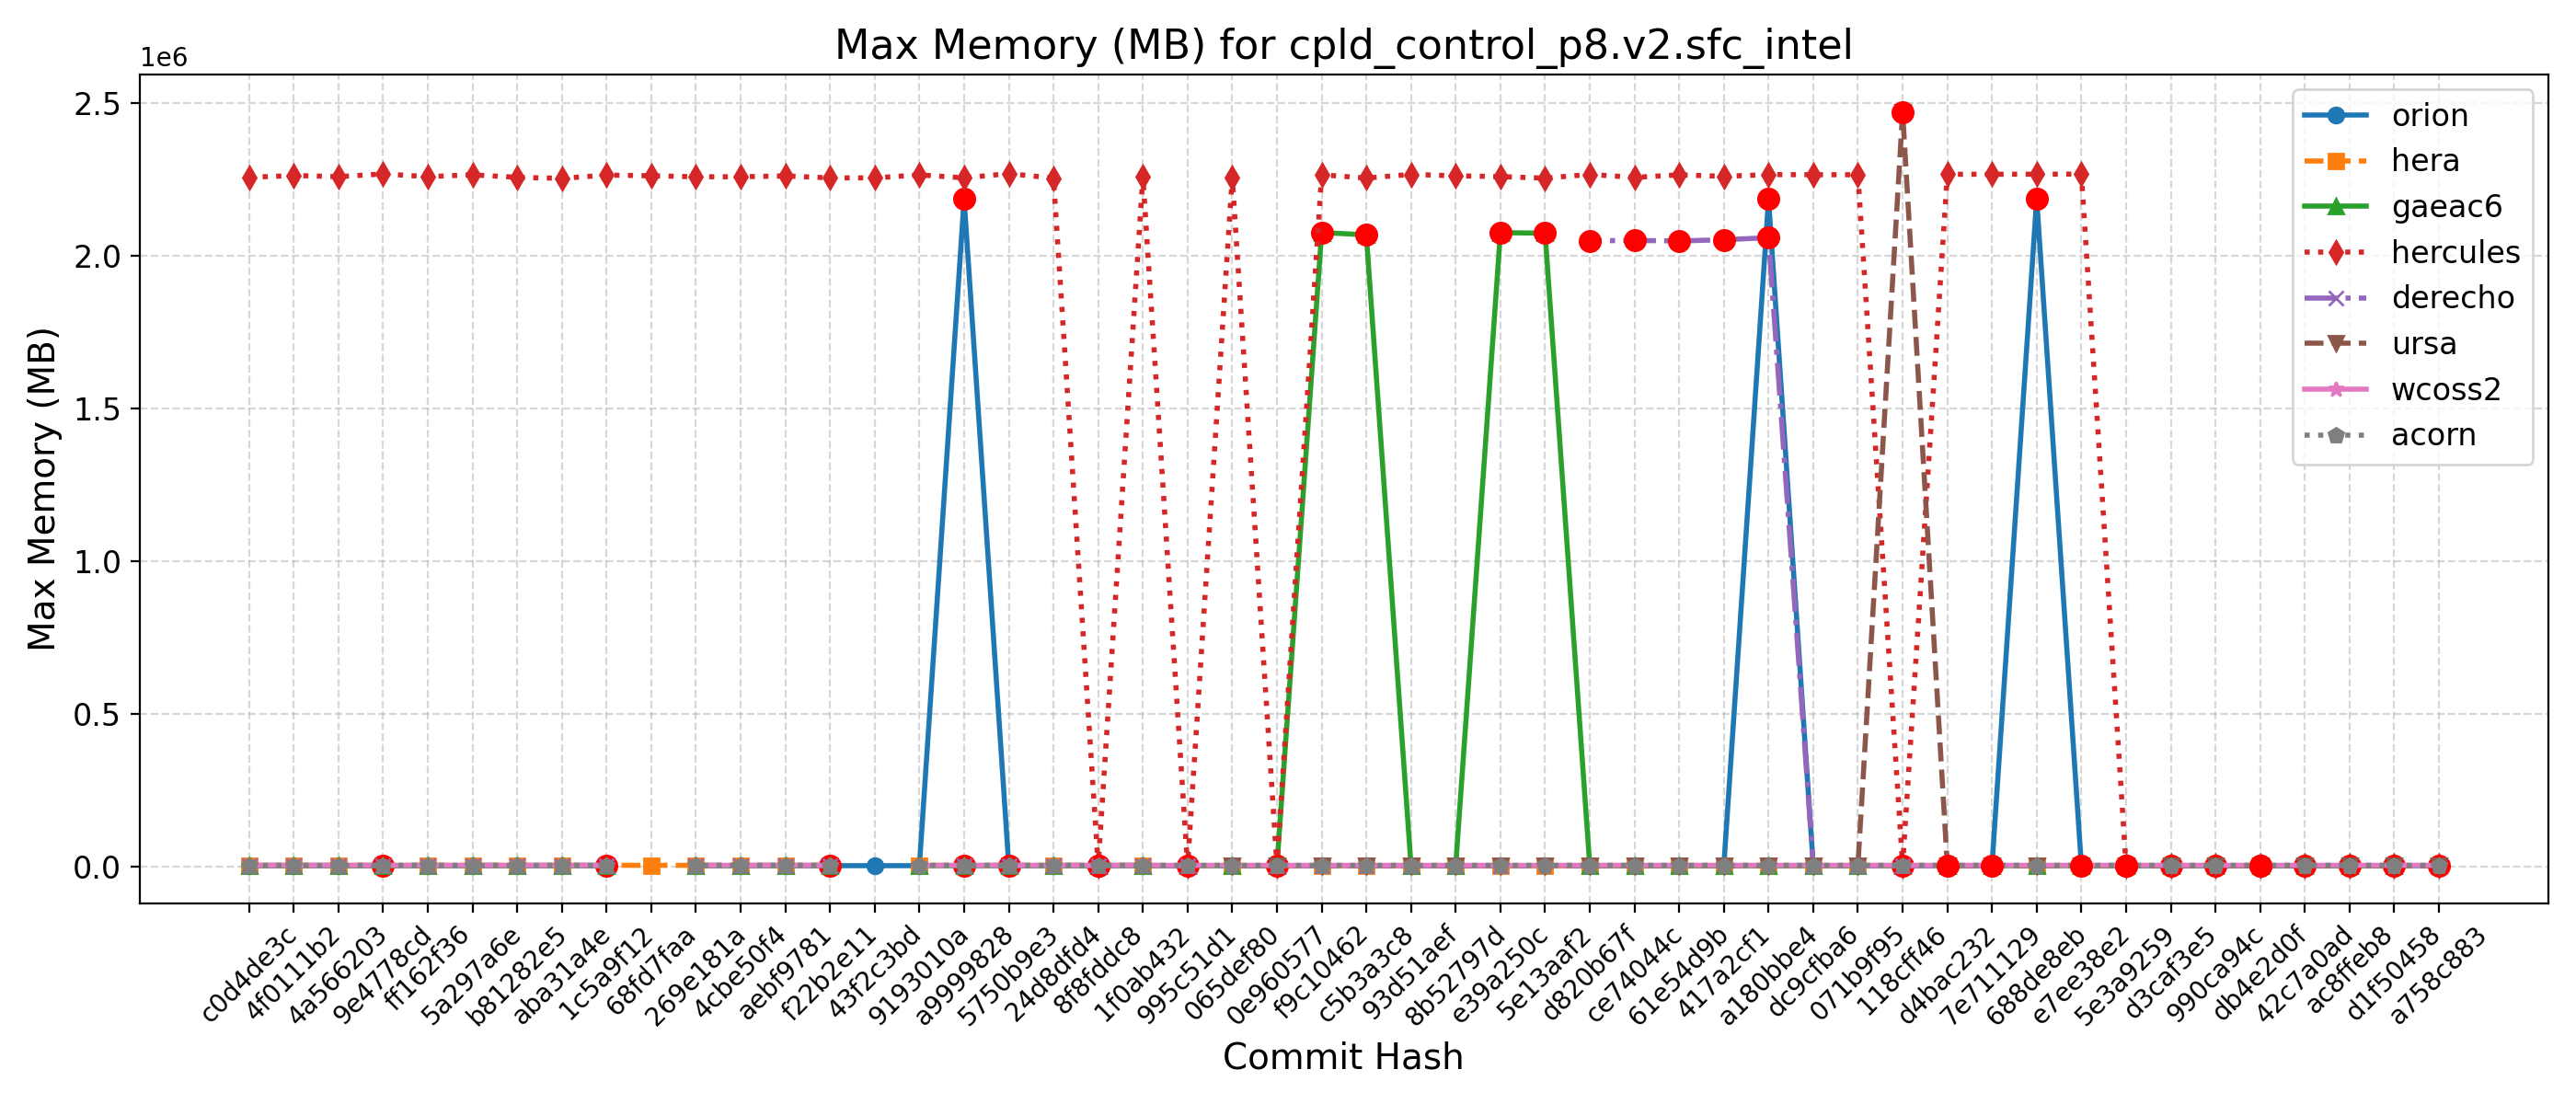 Max Memory (MB) for cpld_control_p8.v2.sfc_intel
1e6
2.5
2.0
1.5
1.0
0.5
0.0
Max Memory (MB)
orion
hera
gaeac6
hercules
derecho
ursa
wcoss2
acorn
c0d4de3c
4f0111b2
4a566203
9e4778cd
ff162f36
5a297a6e
b81282e5
aba31a4e
1c5a9f12
68fd7faa
269e181a
4cbe50f4
aebf9781
f22b2e11
43f2c3bd
9193010a
a9999828
5750b9e3
24d8dfd4
8f8fddc8
1f0ab432
995c51d1
065def80
0e960577
f9c10462
c5b3a3c8
93d51aef
8b52797d
e39a250c
5e13aaf2
d820b67f
ce74044c
61e54d9b
417a2cf1
a180bbe4
dc9cfba6
071b9f95
118cff46
d4bac232
7e711129
688de8eb
e7ee38e2
5e3a9259
d3caf3e5
990ca94c
db4e2d0f
42c7a0ad
ac8ffeb8
d1f50458
a758c883
Commit Hash